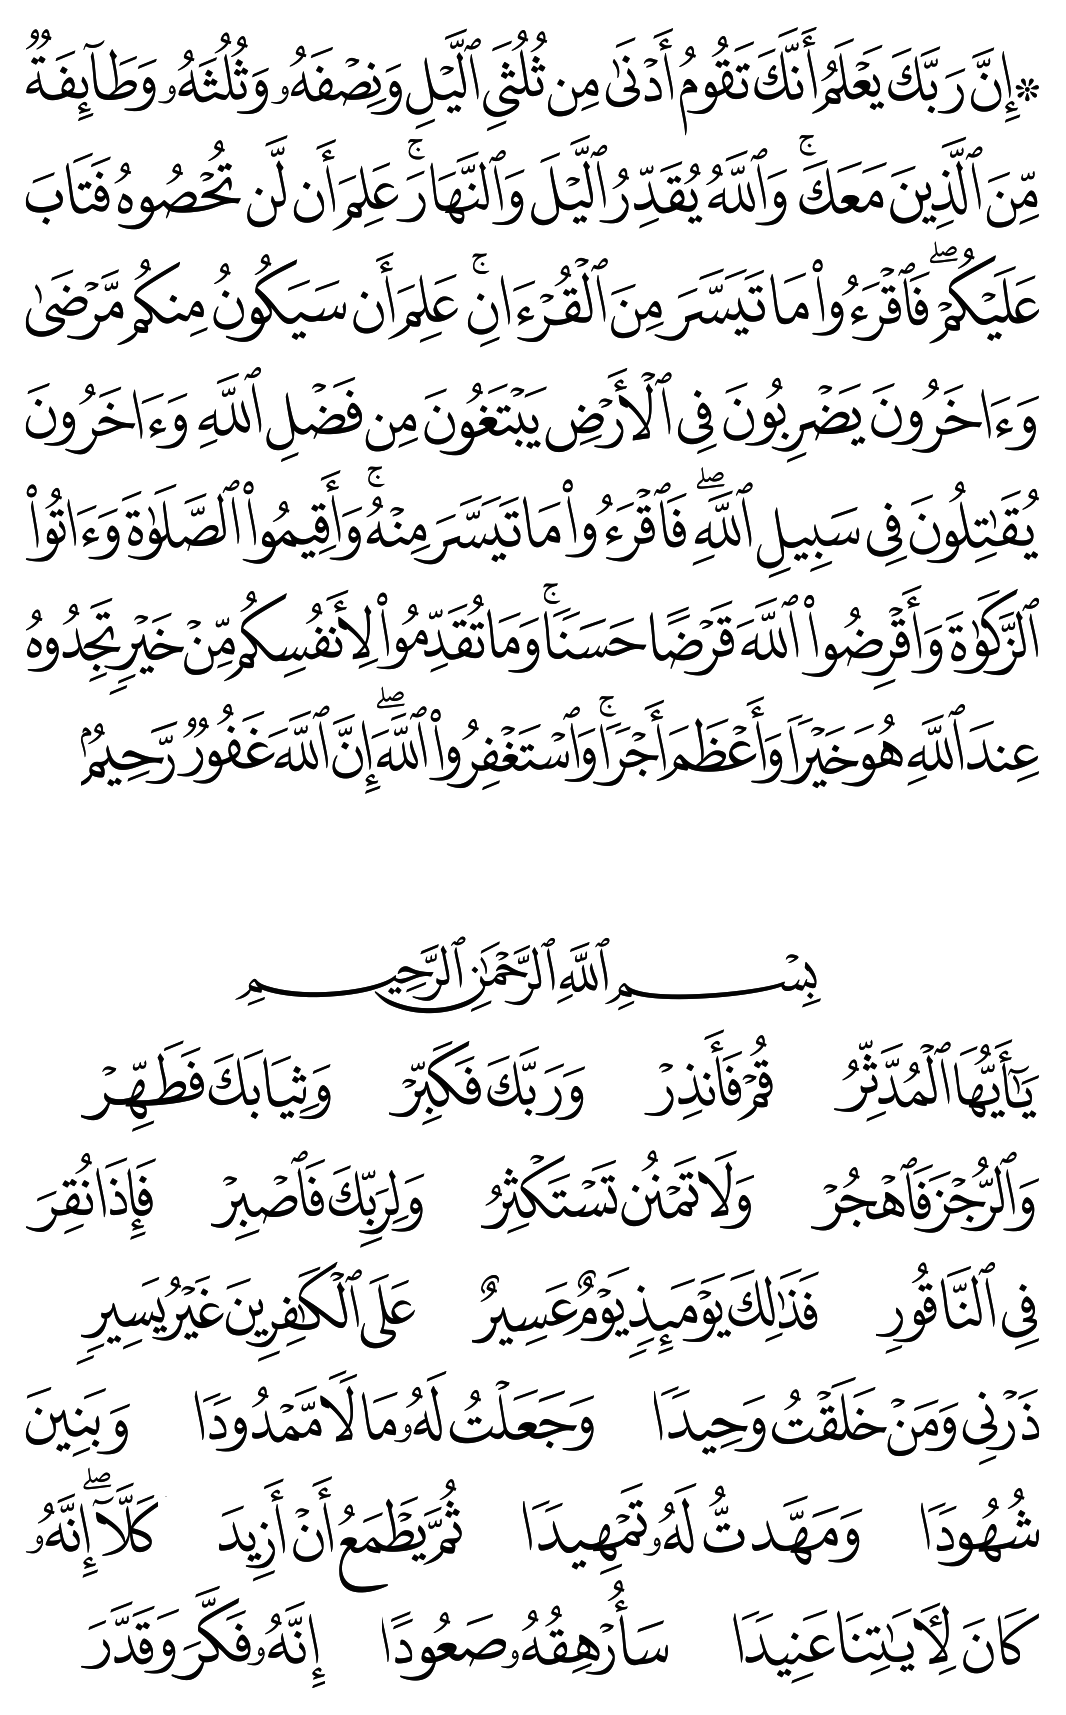 ۞إِنَّ رَبَّكَ يَعۡلَمُ أَنَّكَ تَقُومُ أَدۡنَىٰ مِن ثُلُثَيِ ٱلَّيۡلِ وَنِصۡفَهُۥ وَثُلُثَهُۥ وَطَآئِفَةٞ
مِّنَ ٱلَّذِينَ مَعَكَۚ وَٱللَّهُ يُقَدِّرُ ٱلَّيۡلَ وَٱلنَّهَارَۚ عَلِمَ أَن لَّن تُحۡصُوهُ فَتَابَ
عَلَيۡكُمۡۖ فَٱقۡرَءُواْ مَا تَيَسَّرَ مِنَ ٱلۡقُرۡءَانِۚ عَلِمَ أَن سَيَكُونُ مِنكُم مَّرۡضَىٰ
وَءَاخَرُونَ يَضۡرِبُونَ فِي ٱلۡأَرۡضِ يَبۡتَغُونَ مِن فَضۡلِ ٱللَّهِ وَءَاخَرُونَ
يُقَٰتِلُونَ فِي سَبِيلِ ٱللَّهِۖ فَٱقۡرَءُواْ مَا تَيَسَّرَ مِنۡهُۚ وَأَقِيمُواْ ٱلصَّلَوٰةَ وَءَاتُواْ
ٱلزَّكَوٰةَ وَأَقۡرِضُواْ ٱللَّهَ قَرۡضًا حَسَنٗاۚ وَمَا تُقَدِّمُواْ لِأَنفُسِكُم مِّنۡ خَيۡرٖ تَجِدُوهُ
عِندَ ٱللَّهِ هُوَ خَيۡرٗا وَأَعۡظَمَ أَجۡرٗاۚ وَٱسۡتَغۡفِرُواْ ٱللَّهَۖ إِنَّ ٱللَّهَ غَفُورٞ رَّحِيمُۢ
بِسۡمِ ٱللَّهِ ٱلرَّحۡمَٰنِ ٱلرَّحِيمِ
يَٰٓأَيُّهَا ٱلۡمُدَّثِّرُ قُمۡ فَأَنذِرۡ وَرَبَّكَ فَكَبِّرۡ وَثِيَابَكَ فَطَهِّرۡ
وَٱلرُّجۡزَ فَٱهۡجُرۡ وَلَا تَمۡنُن تَسۡتَكۡثِرُ وَلِرَبِّكَ فَٱصۡبِرۡ فَإِذَا نُقِرَ
فِي ٱلنَّاقُورِ فَذَٰلِكَ يَوۡمَئِذٖ يَوۡمٌ عَسِيرٌ عَلَى ٱلۡكَٰفِرِينَ غَيۡرُ يَسِيرٖ
ذَرۡنِي وَمَنۡ خَلَقۡتُ وَحِيدٗا وَجَعَلۡتُ لَهُۥ مَالٗا مَّمۡدُودٗا وَبَنِينَ
شُهُودٗا وَمَهَّدتُّ لَهُۥ تَمۡهِيدٗا ثُمَّ يَطۡمَعُ أَنۡ أَزِيدَ كَلَّآۖ إِنَّهُۥ
كَانَ لِأٓيَٰتِنَا عَنِيدٗا سَأُرۡهِقُهُۥ صَعُودًا إِنَّهُۥ فَكَّرَ وَقَدَّرَ